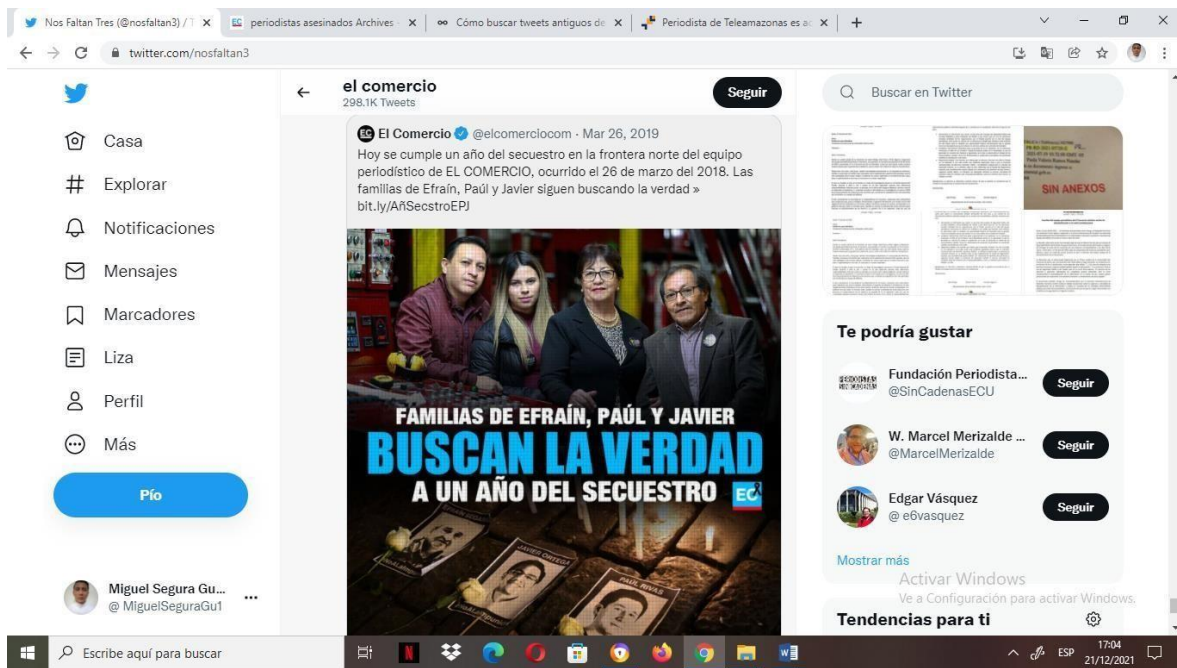 Nos Faltan Tres (@nosfaltan3) / T
periodistas asesinados Archives -
Cómo buscar tweets antiguos de
Periodista de Teleamazonas es ac
twitter.com/nosfaltan3
Casa
Explorar
Notificaciones
Mensajes
Marcadores
Liza
Perfil
Más
Pío
Miguel Segura Gu...
@ MiguelSeguraGu1
el comercio
298.1K Tweets
Seguir
El Comercio @elcomerciocom · Mar 26, 2019
Hoy se cumple un año del secuestro en la frontera norte del equipo
periodístico de EL COMERCIO, ocurrido el 26 de marzo del 2018. Las
familias de Efraín, Paúl y Javier siguen buscando la verdad »
bit.ly/AñSecstroEPJ
FAMILIAS DE EFRAÍN, PAÚL Y JAVIER
BUSCAN LA VERDAD
A UN AÑO DEL SECUESTRO EC
JAVIER ORTEGA
PAÚL RIVAS
Buscar en Twitter
SIN ANEXOS
Te podría gustar
Fundación Periodista...
@SinCadenasECU
Seguir
W. Marcel Merizalde ...
@MarcelMerizalde
Seguir
Edgar Vásquez
@ e6vasquez
Seguir
Mostrar más
Activar Windows
Ve a Configuración para activar Windows.
Tendencias para ti
Escribe aquí para buscar
ESP
17:04
21/12/2021